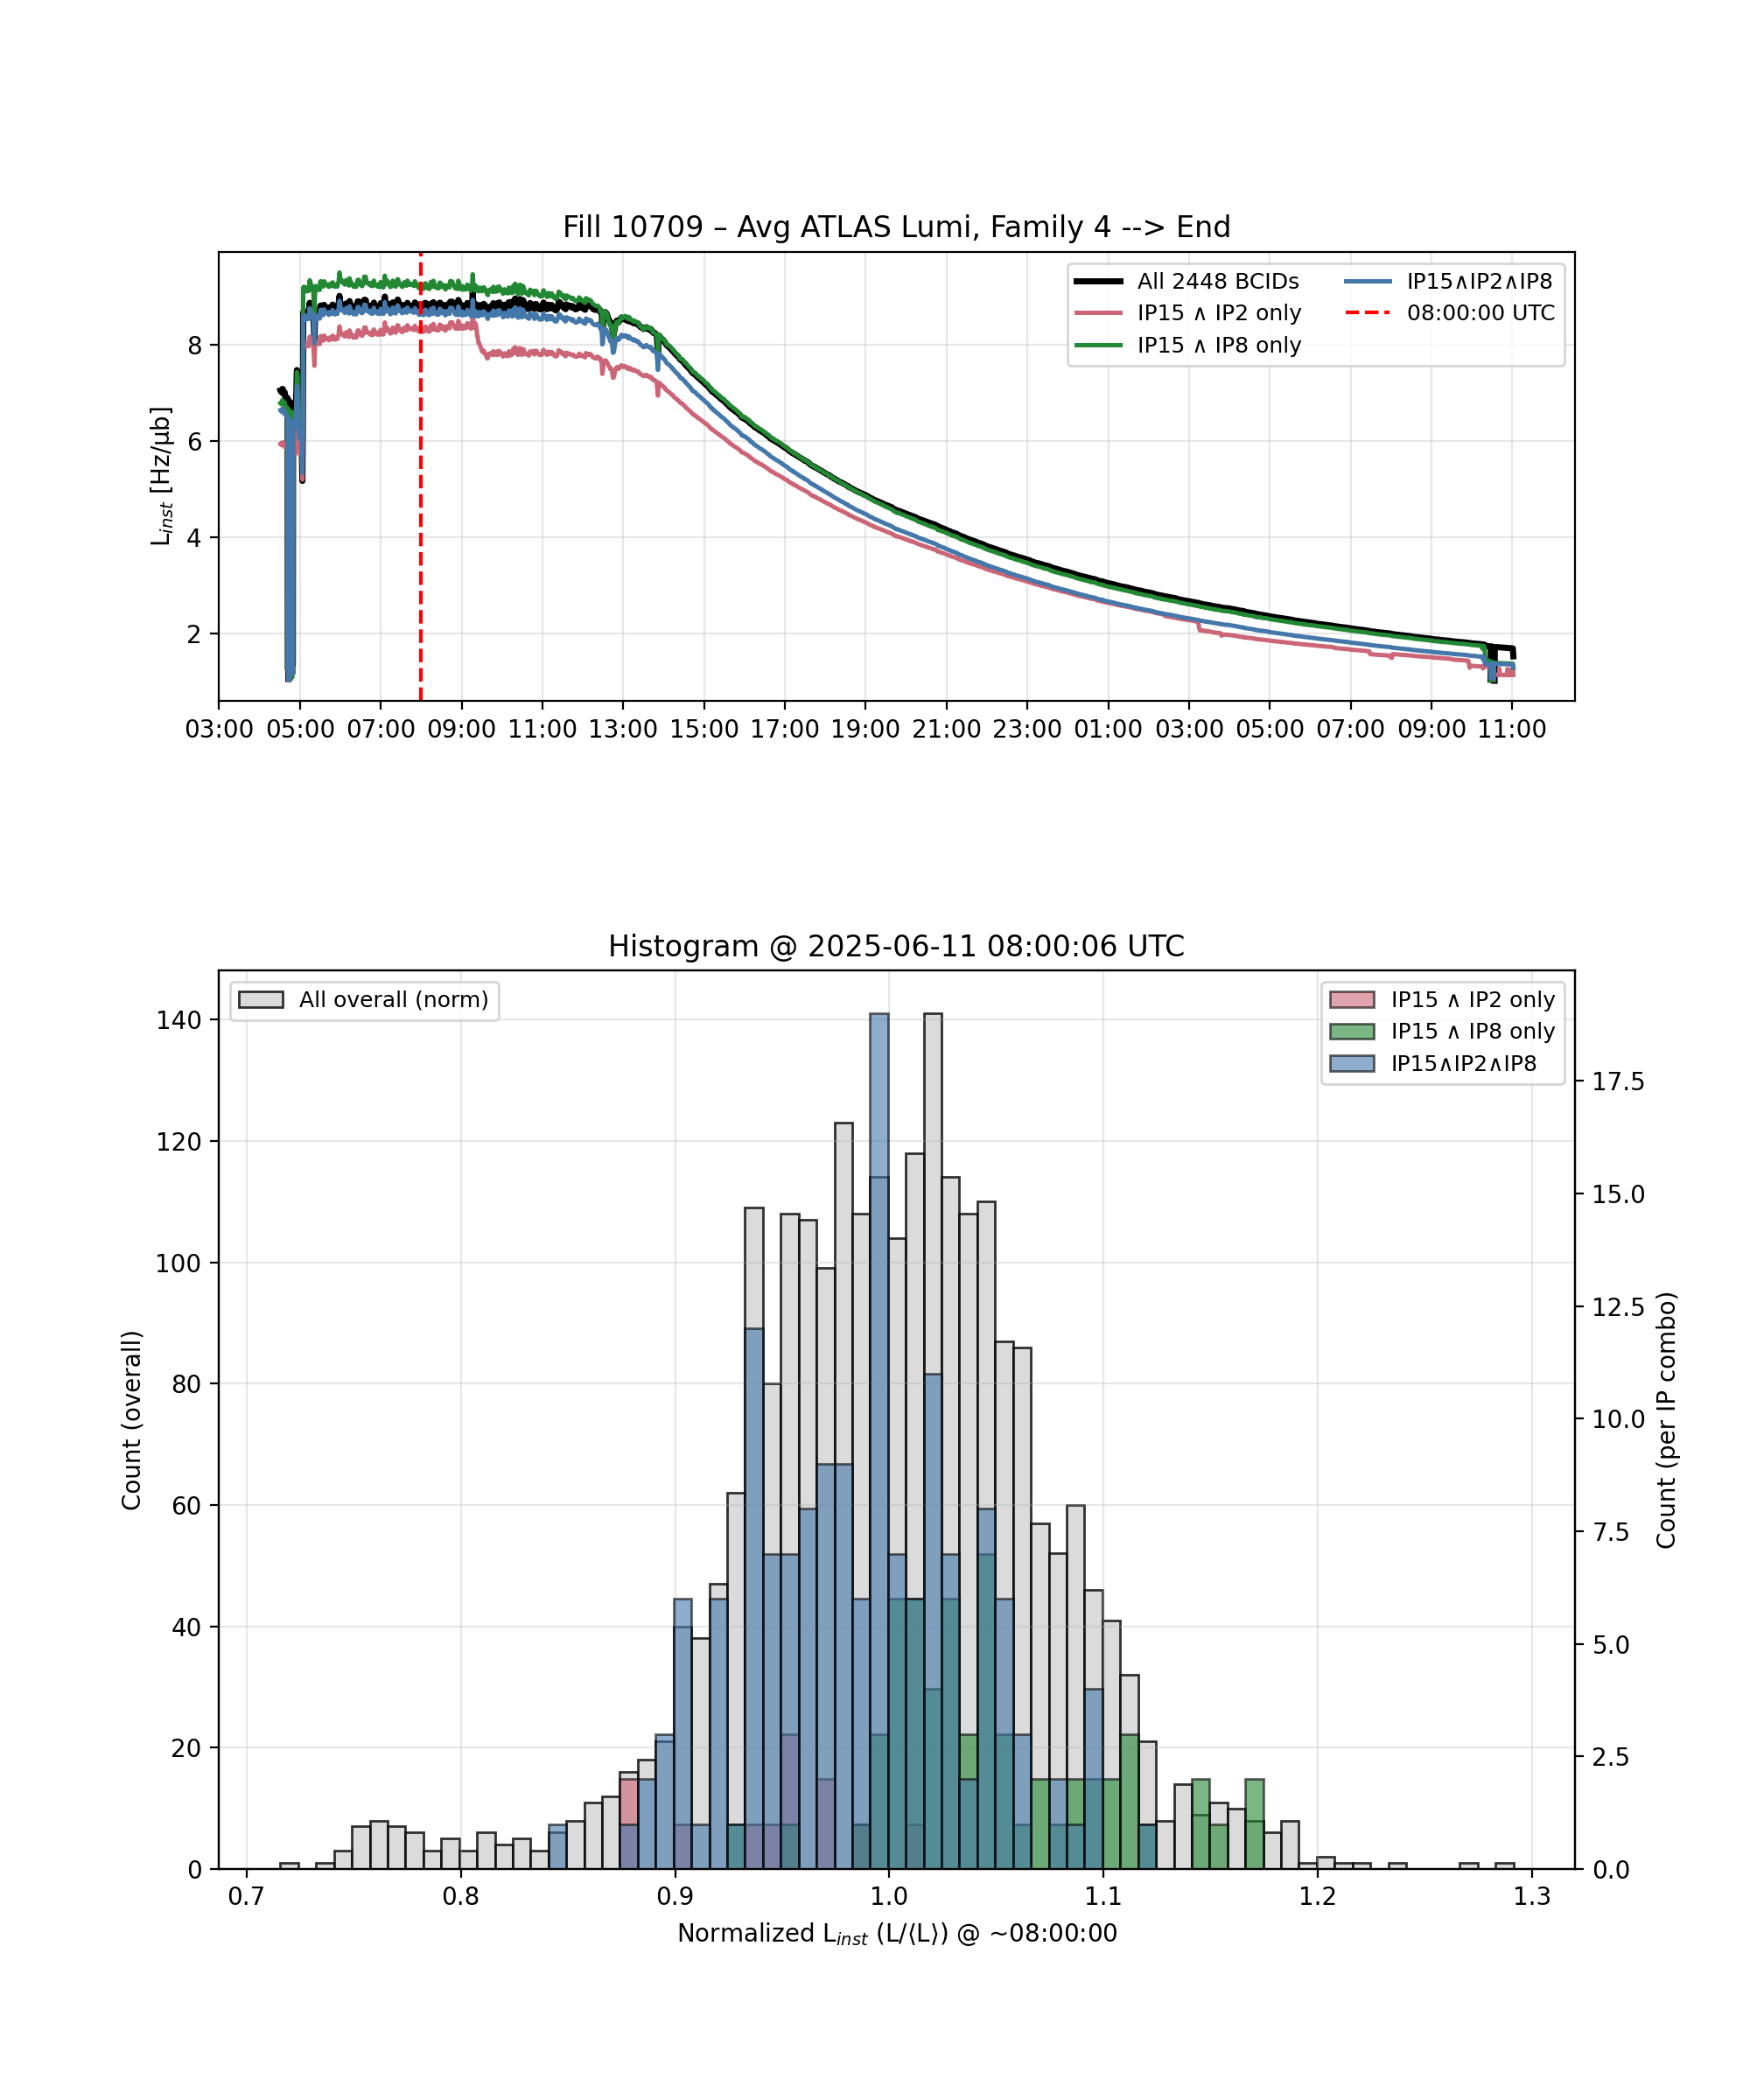 Fill 10709 – Avg ATLAS Lumi, Family 4 --> End
All 2448 BCIDs
IP15 ∧ IP2 only
IP15 ∧ IP8 only
IP15∧IP2∧IP8
08:00:00 UTC
L_inst [Hz/μb]
8
6
4
2
03:00 05:00 07:00 09:00 11:00 13:00 15:00 17:00 19:00 21:00 23:00 01:00 03:00 05:00 07:00 09:00 11:00
Histogram @ 2025-06-11 08:00:06 UTC
All overall (norm)
IP15 ∧ IP2 only
IP15 ∧ IP8 only
IP15∧IP2∧IP8
Count (overall)
140
120
100
80
60
40
20
0
17.5
15.0
12.5
10.0
7.5
5.0
2.5
0.0
Count (per IP combo)
0.7 0.8 0.9 1.0 1.1 1.2 1.3
Normalized L_inst (L/⟨L⟩) @ ~08:00:00